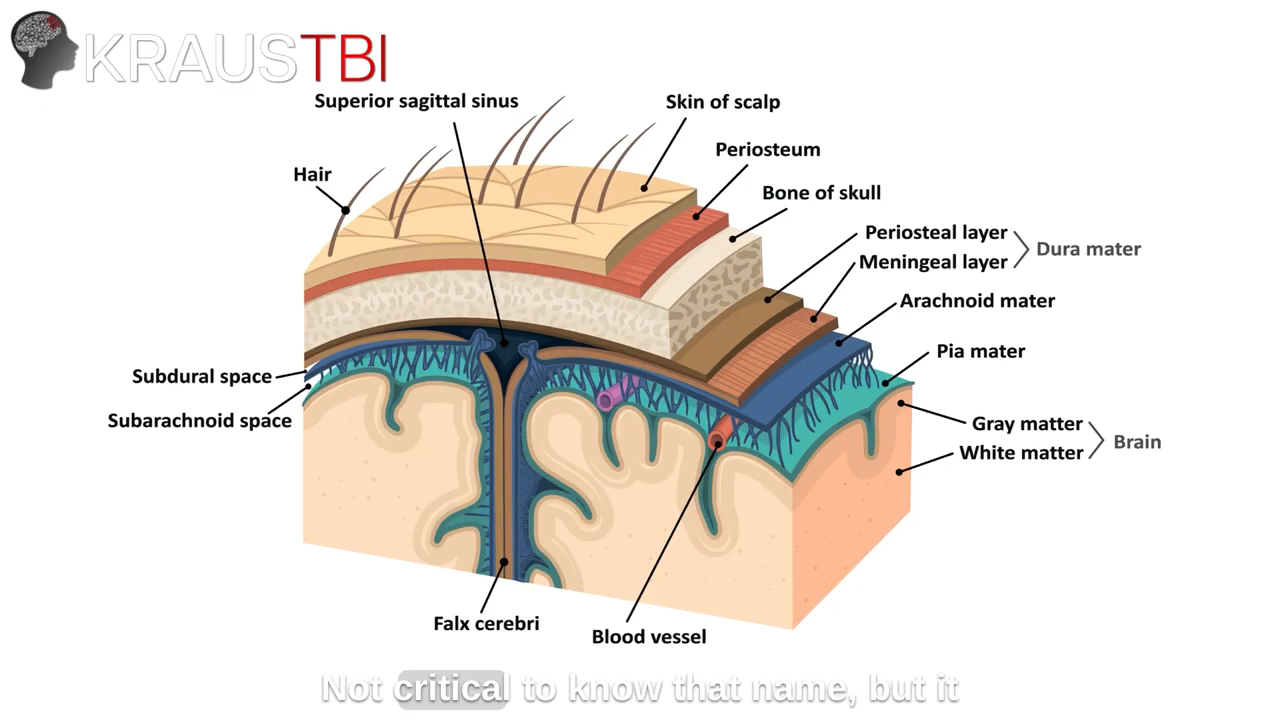 KRAUSTBI
Superior sagittal sinus
Skin of scalp
Periosteum
Hair
Bone of skull
Periosteal layer
Meningeal layer
Dura mater
Arachnoid mater
Pia mater
Subdural space
Subarachnoid space
Gray matter
White matter
Brain
Falx cerebri
Blood vessel
Not critical to know that name, but it